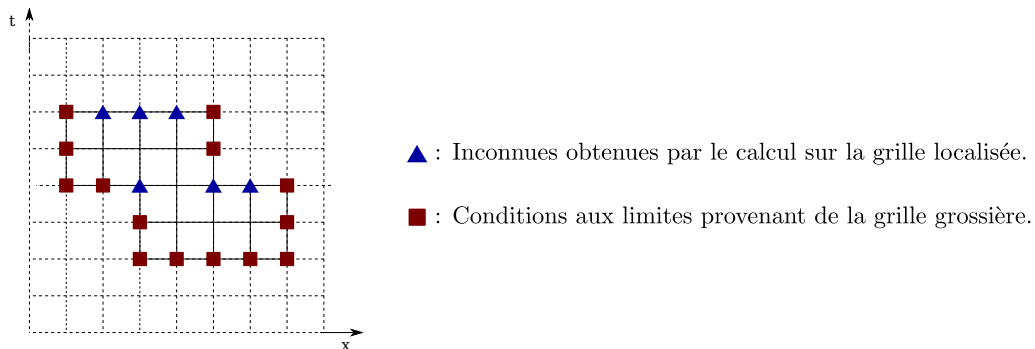 t
: Inconnues obtenues par le calcul sur la grille localisée.
: Conditions aux limites provenant de la grille grossière.
x